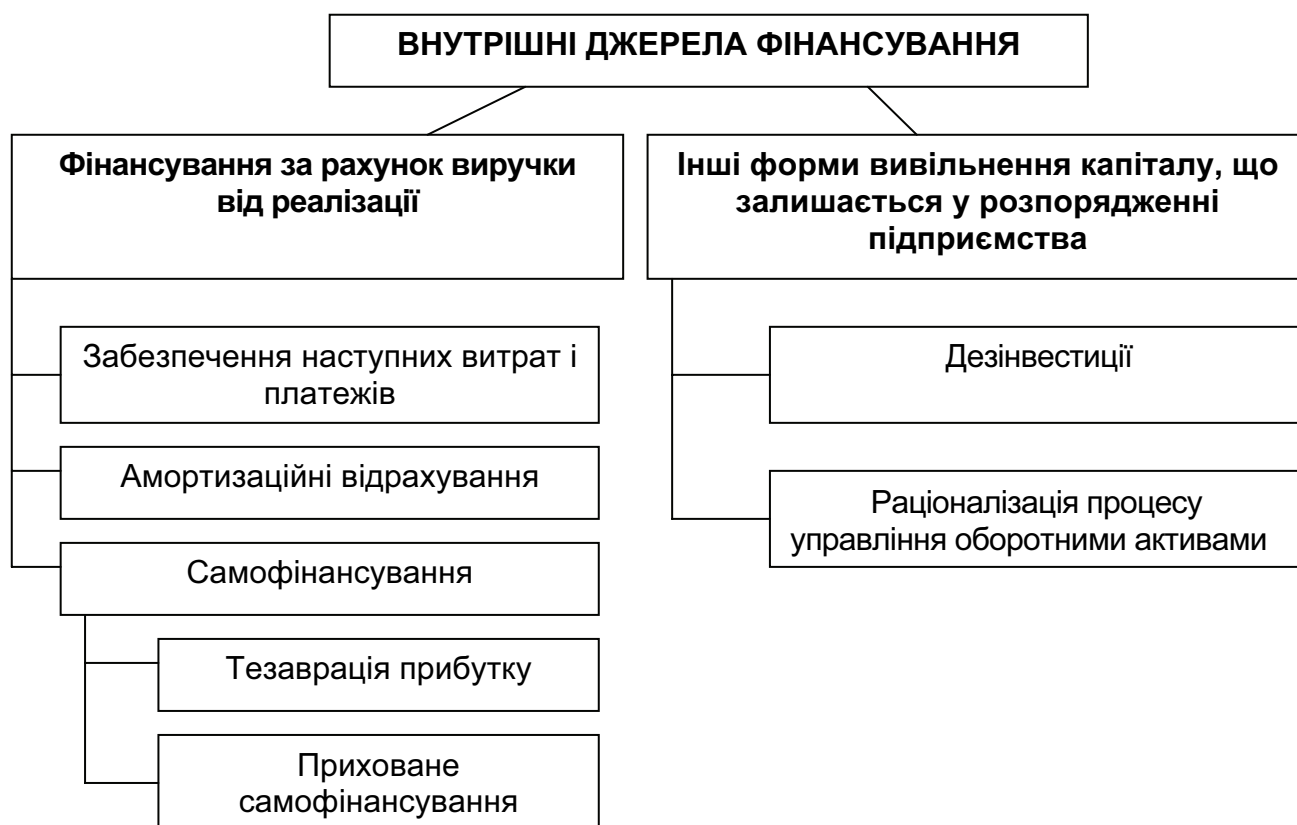 ВНУТРІШНІ ДЖЕРЕЛА ФІНАНСУВАННЯ
Фінансування за рахунок виручки
від реалізації
Забезпечення наступних витрат і
платежів
Амортизаційні відрахування
Самофінансування
Тезаврація прибутку
Приховане
самофінансування
Інші форми вивільнення капіталу, що
залишається у розпорядженні
підприємства
Дезінвестиції
Раціоналізація процесу
управління оборотними активами